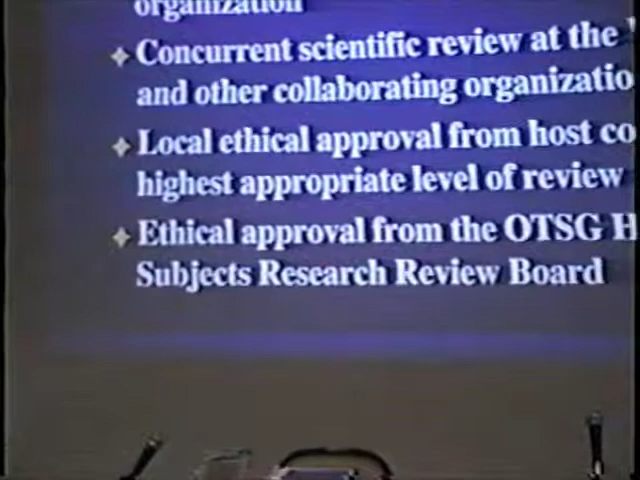 organization
Concurrent scientific review at the
and other collaborating organizatio
Local ethical approval from host co
highest appropriate level of review
Ethical approval from the OTSG H
Subjects Research Review Board